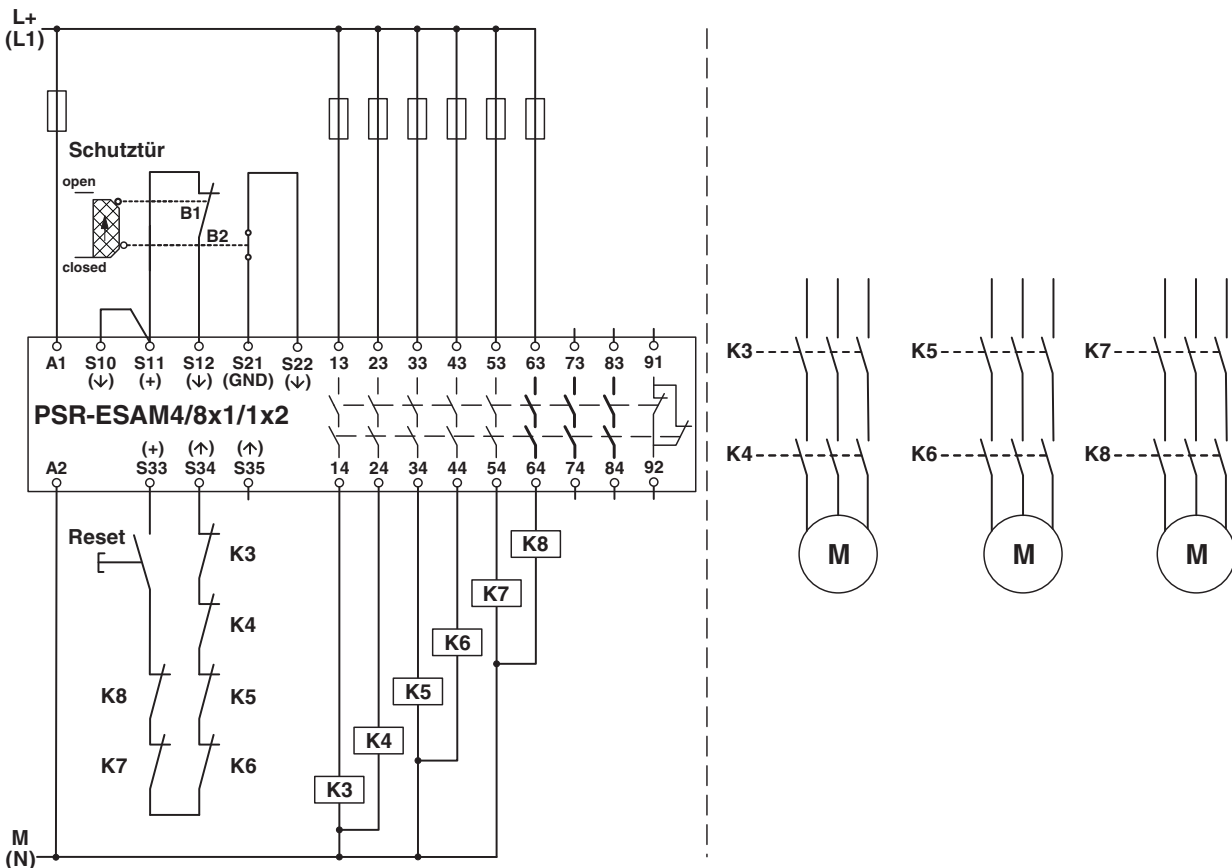 L+
(L1)
Schutztür
open
B1
B2
closed
A1 S10 S11 S12 S21 S22 13 23 33 43 53 63 73 83 91
(↓) (+) (↓) (GND) (↓)
PSR-ESAM4/8x1/1x2
(+) (↑) (↑)
A2 S33 S34 S35 14 24 34 44 54 64 74 84 92
Reset
K3
K4
K8 K5
K7 K6
K8
K7
K6
K5
K4
K3
M
(N)
K3 K5 K7
K4 K6 K8
M M M